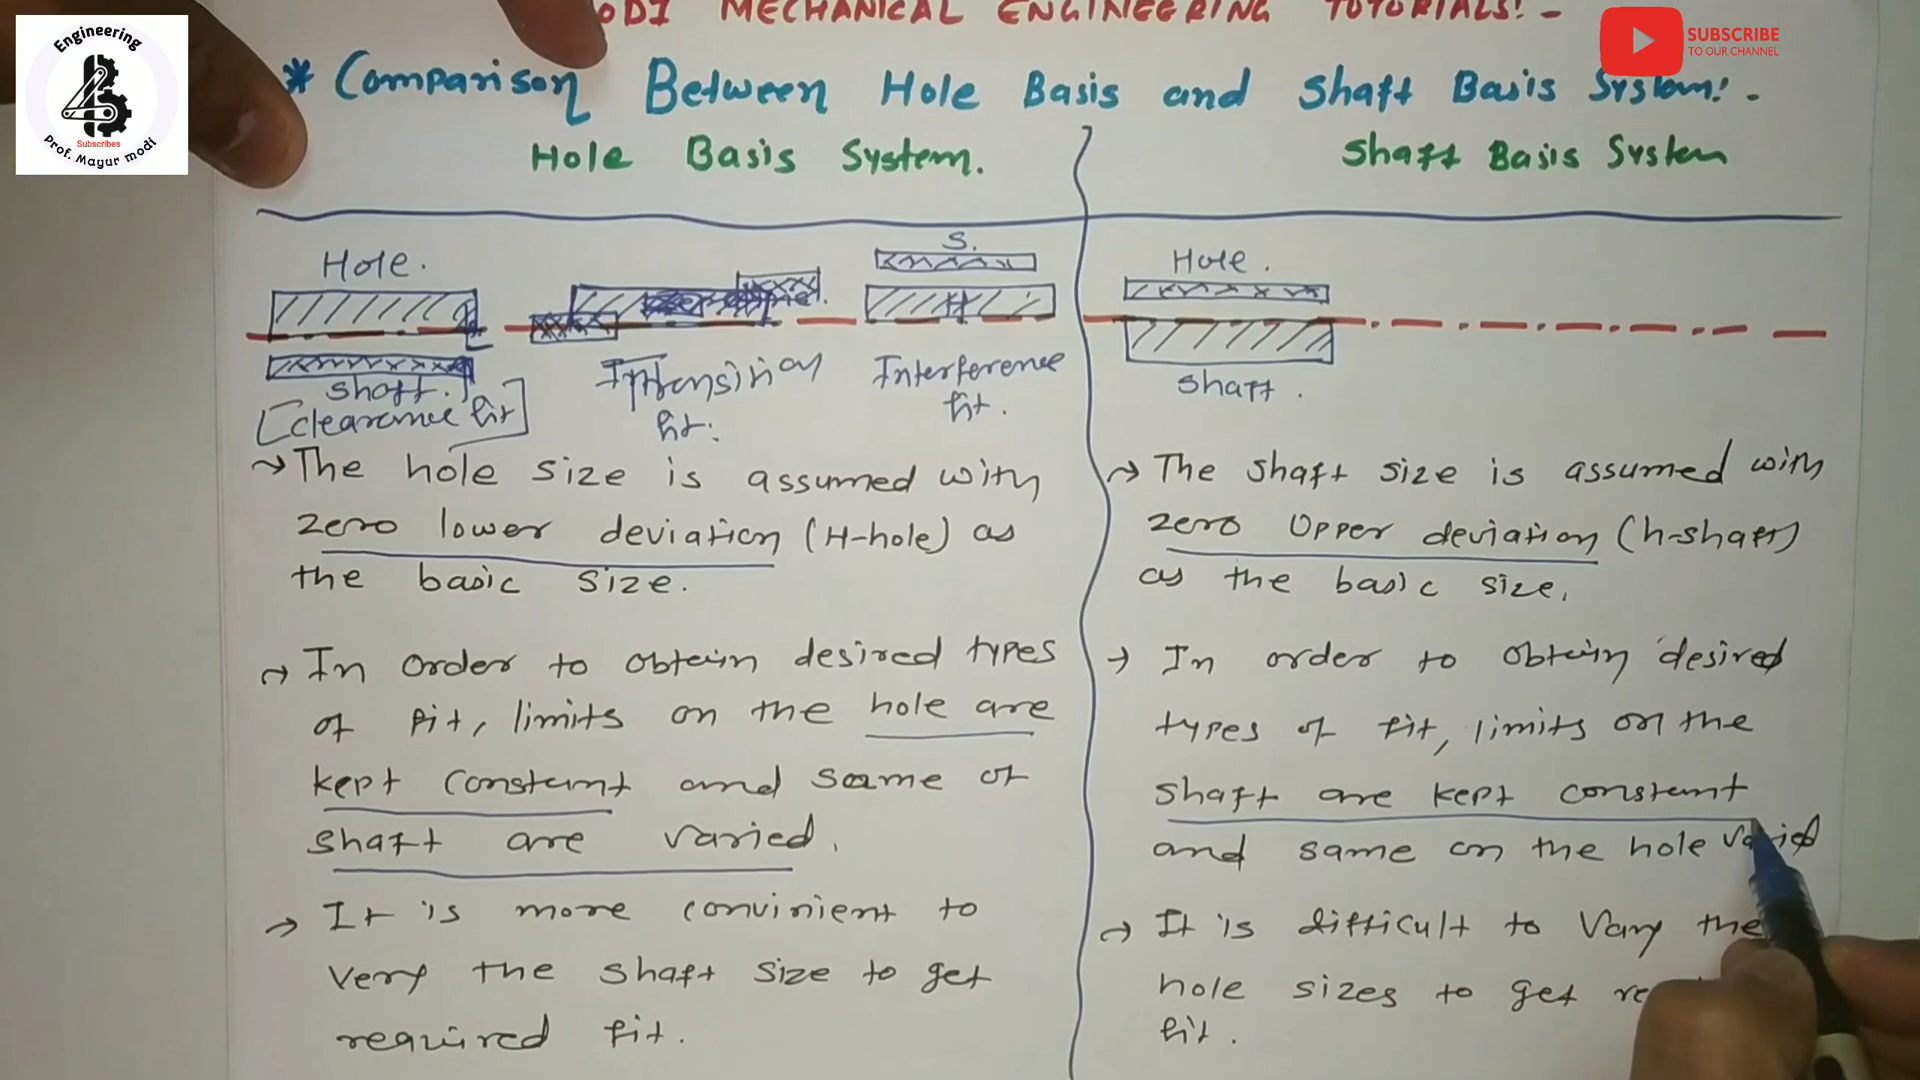 ODI MECHANICAL ENGINEERING TUTORIALS! -
Engineering
Subscribes
Prof. Mayur modi
SUBSCRIBE
TO OUR CHANNEL
* Comparison Between Hole Basis and Shaft Basis System: -
Hole Basis System.
Hole.
Shaft.
[clearance fit]
fit.
S.
Interference
fit.
→ The hole size is assumed with
zero lower deviation (H-hole) as
the basic size.
→ In order to obtain desired types
of fit, limits on the hole are
kept constant and same of
shaft are varied.
→ It is more convinient to
very the shaft size to get
required fit.
Shaft Basis System
Hole.
Shaft.
→ The shaft size is assumed with
zero Upper deviation (h-shaft)
as the basic size.
→ In order to obtain desired
types of fit, limits on the
shaft are kept constant
and same on the hole varied
→ It is difficult to Vary the
hole sizes to get
fit.